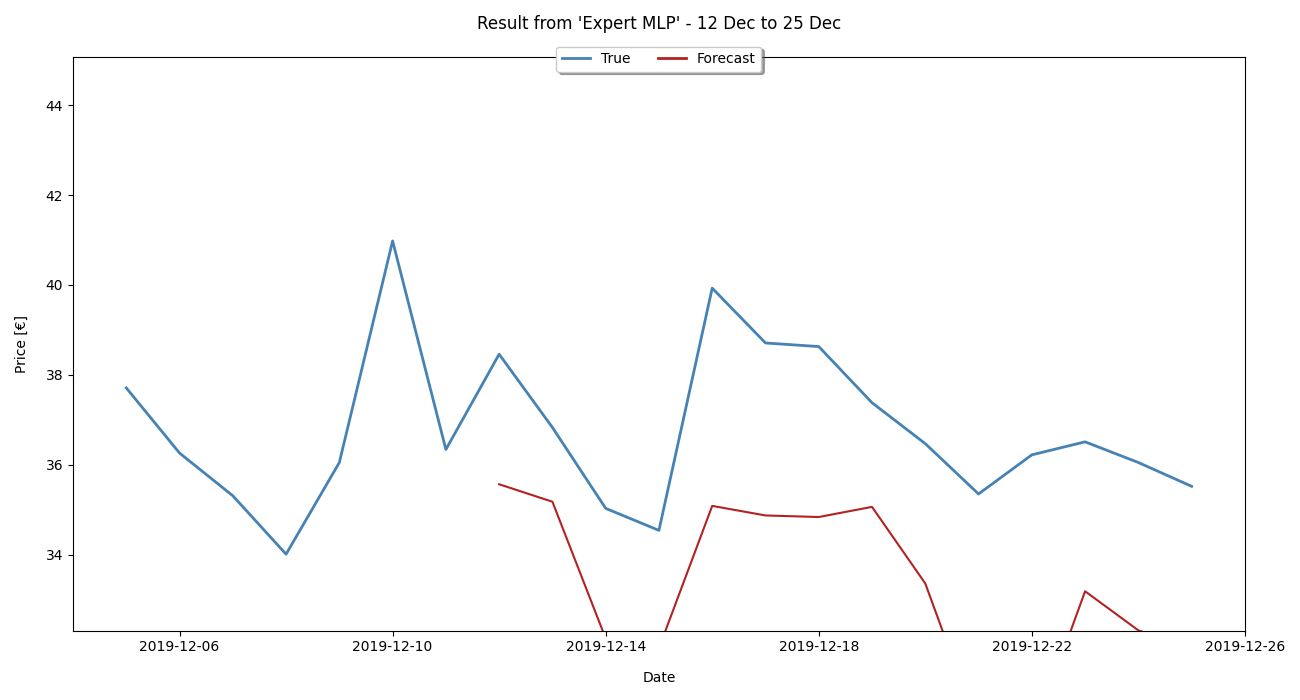 Result from 'Expert MLP' - 12 Dec to 25 Dec
True Forecast
44
42
40
38
36
34
Price [€]
2019-12-06 2019-12-10 2019-12-14 2019-12-18 2019-12-22 2019-12-26
Date